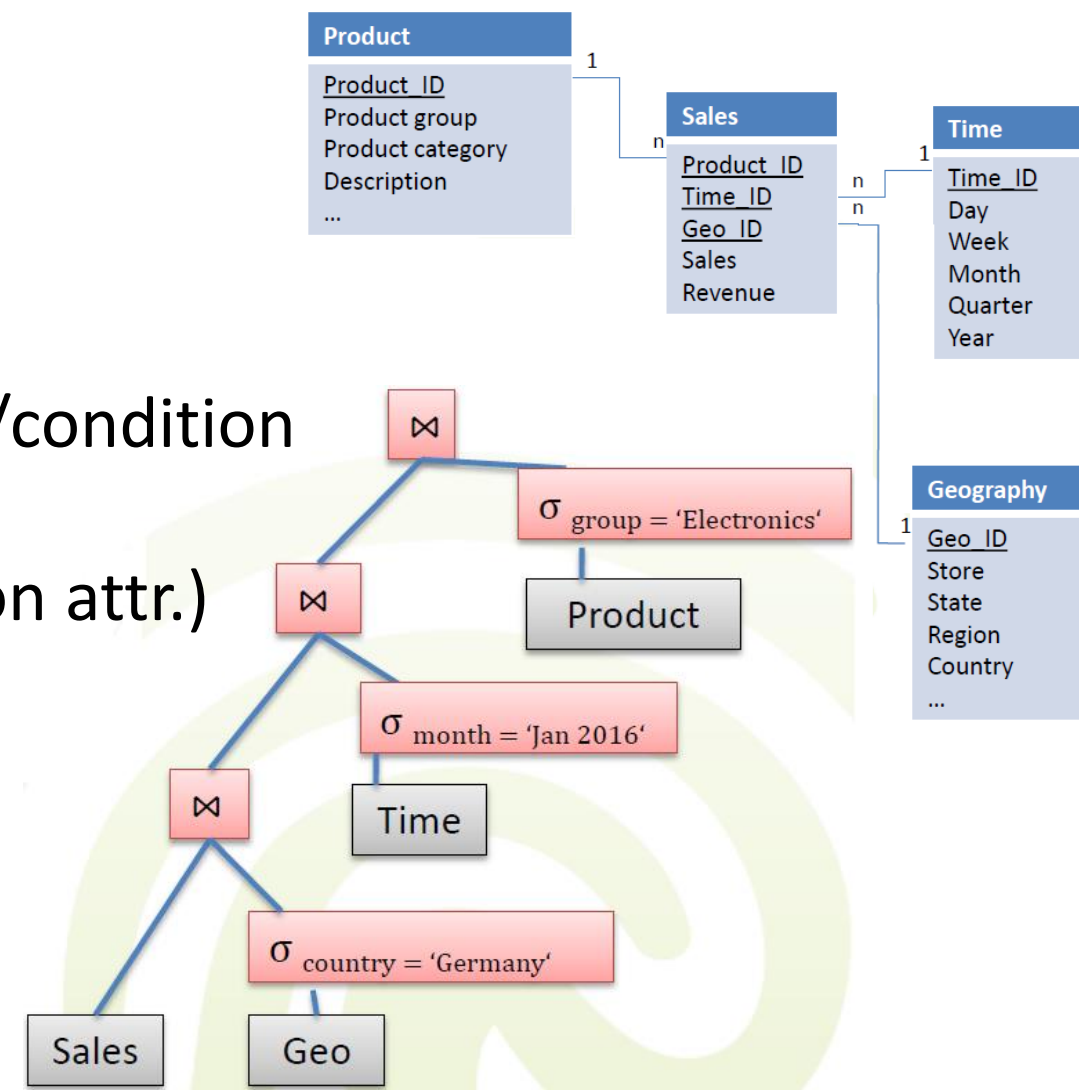 Product
Product_ID
Product group
Product category
Description
...
1
n
Sales
Product_ID
Time_ID
Geo_ID
Sales
Revenue
n
n
1
Time
Time_ID
Day
Week
Month
Quarter
Year
1
Geography
Geo_ID
Store
State
Region
Country
...
/condition
on attr.)
⋈
σ group = ‘Electronics‘
Product
⋈
σ month = ‘Jan 2016‘
Time
⋈
σ country = ‘Germany‘
Sales
Geo